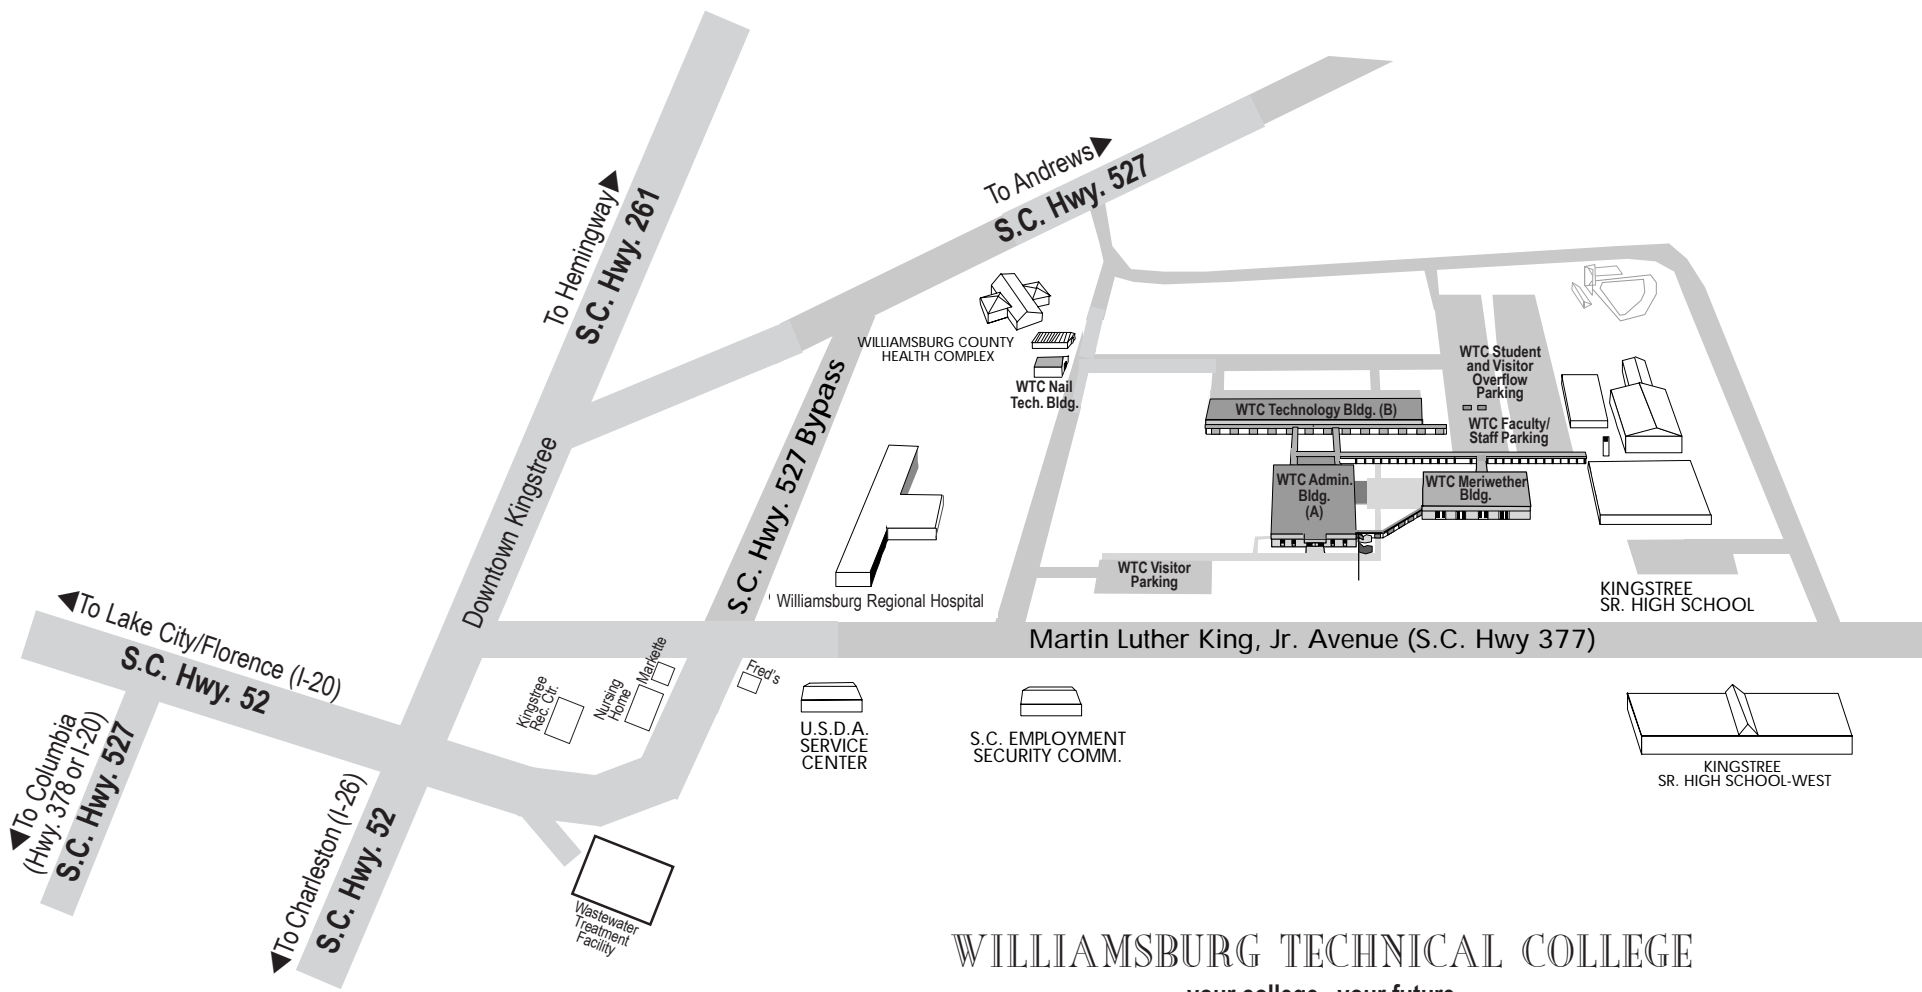 To Hemingway
S.C. Hwy. 261
To Andrews
S.C. Hwy. 527
WILLIAMSBURG COUNTY
HEALTH COMPLEX
WTC Nail
Tech. Bldg.
WTC Student
and Visitor
Overflow
Parking
WTC Technology Bldg. (B)
WTC Faculty/
Staff Parking
WTC Admin.
Bldg.
(A)
WTC Meriwether
Bldg.
WTC Visitor
Parking
KINGSTREE
SR. HIGH SCHOOL
S.C. Hwy. 527 Bypass
Downtown Kingstree
Williamsburg Regional Hospital
Martin Luther King, Jr. Avenue (S.C. Hwy 377)
To Lake City/Florence (I-20)
S.C. Hwy. 52
To Columbia
(Hwy. 378 or I-20)
S.C. Hwy. 527
To Charleston (I-26)
S.C. Hwy. 52
Kingstree
Rec. Ctr.
Nursing
Home
Markette
Fred's
U.S.D.A.
SERVICE
CENTER
S.C. EMPLOYMENT
SECURITY COMM.
KINGSTREE
SR. HIGH SCHOOL-WEST
Wastewater
Treatment
Facility
WILLIAMSBURG TECHNICAL COLLEGE